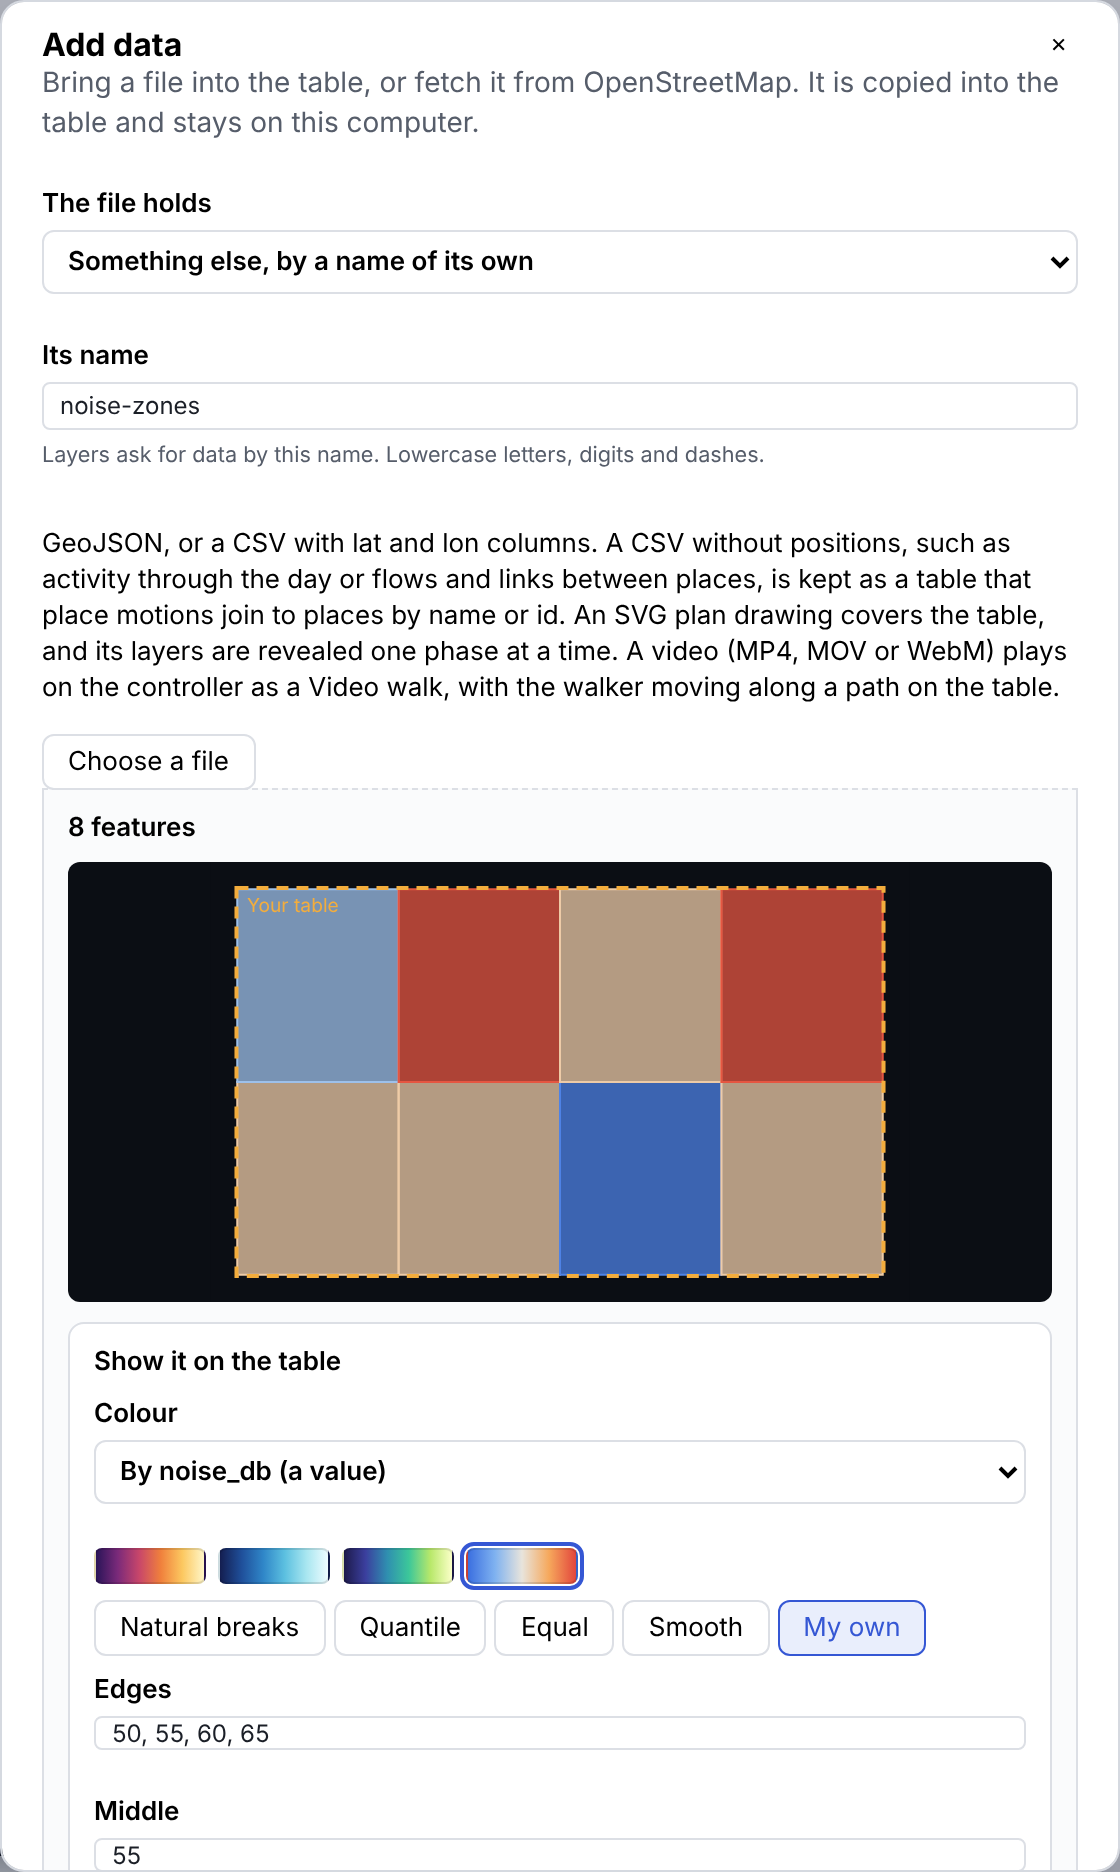 Add data
×
Bring a file into the table, or fetch it from OpenStreetMap. It is copied into the
table and stays on this computer.
The file holds
Something else, by a name of its own
Its name
noise-zones
Layers ask for data by this name. Lowercase letters, digits and dashes.
GeoJSON, or a CSV with lat and lon columns. A CSV without positions, such as
activity through the day or flows and links between places, is kept as a table that
place motions join to places by name or id. An SVG plan drawing covers the table,
and its layers are revealed one phase at a time. A video (MP4, MOV or WebM) plays
on the controller as a Video walk, with the walker moving along a path on the table.
Choose a file
8 features
Your table
Show it on the table
Colour
By noise_db (a value)
Natural breaks Quantile Equal Smooth My own
Edges
50, 55, 60, 65
Middle
55